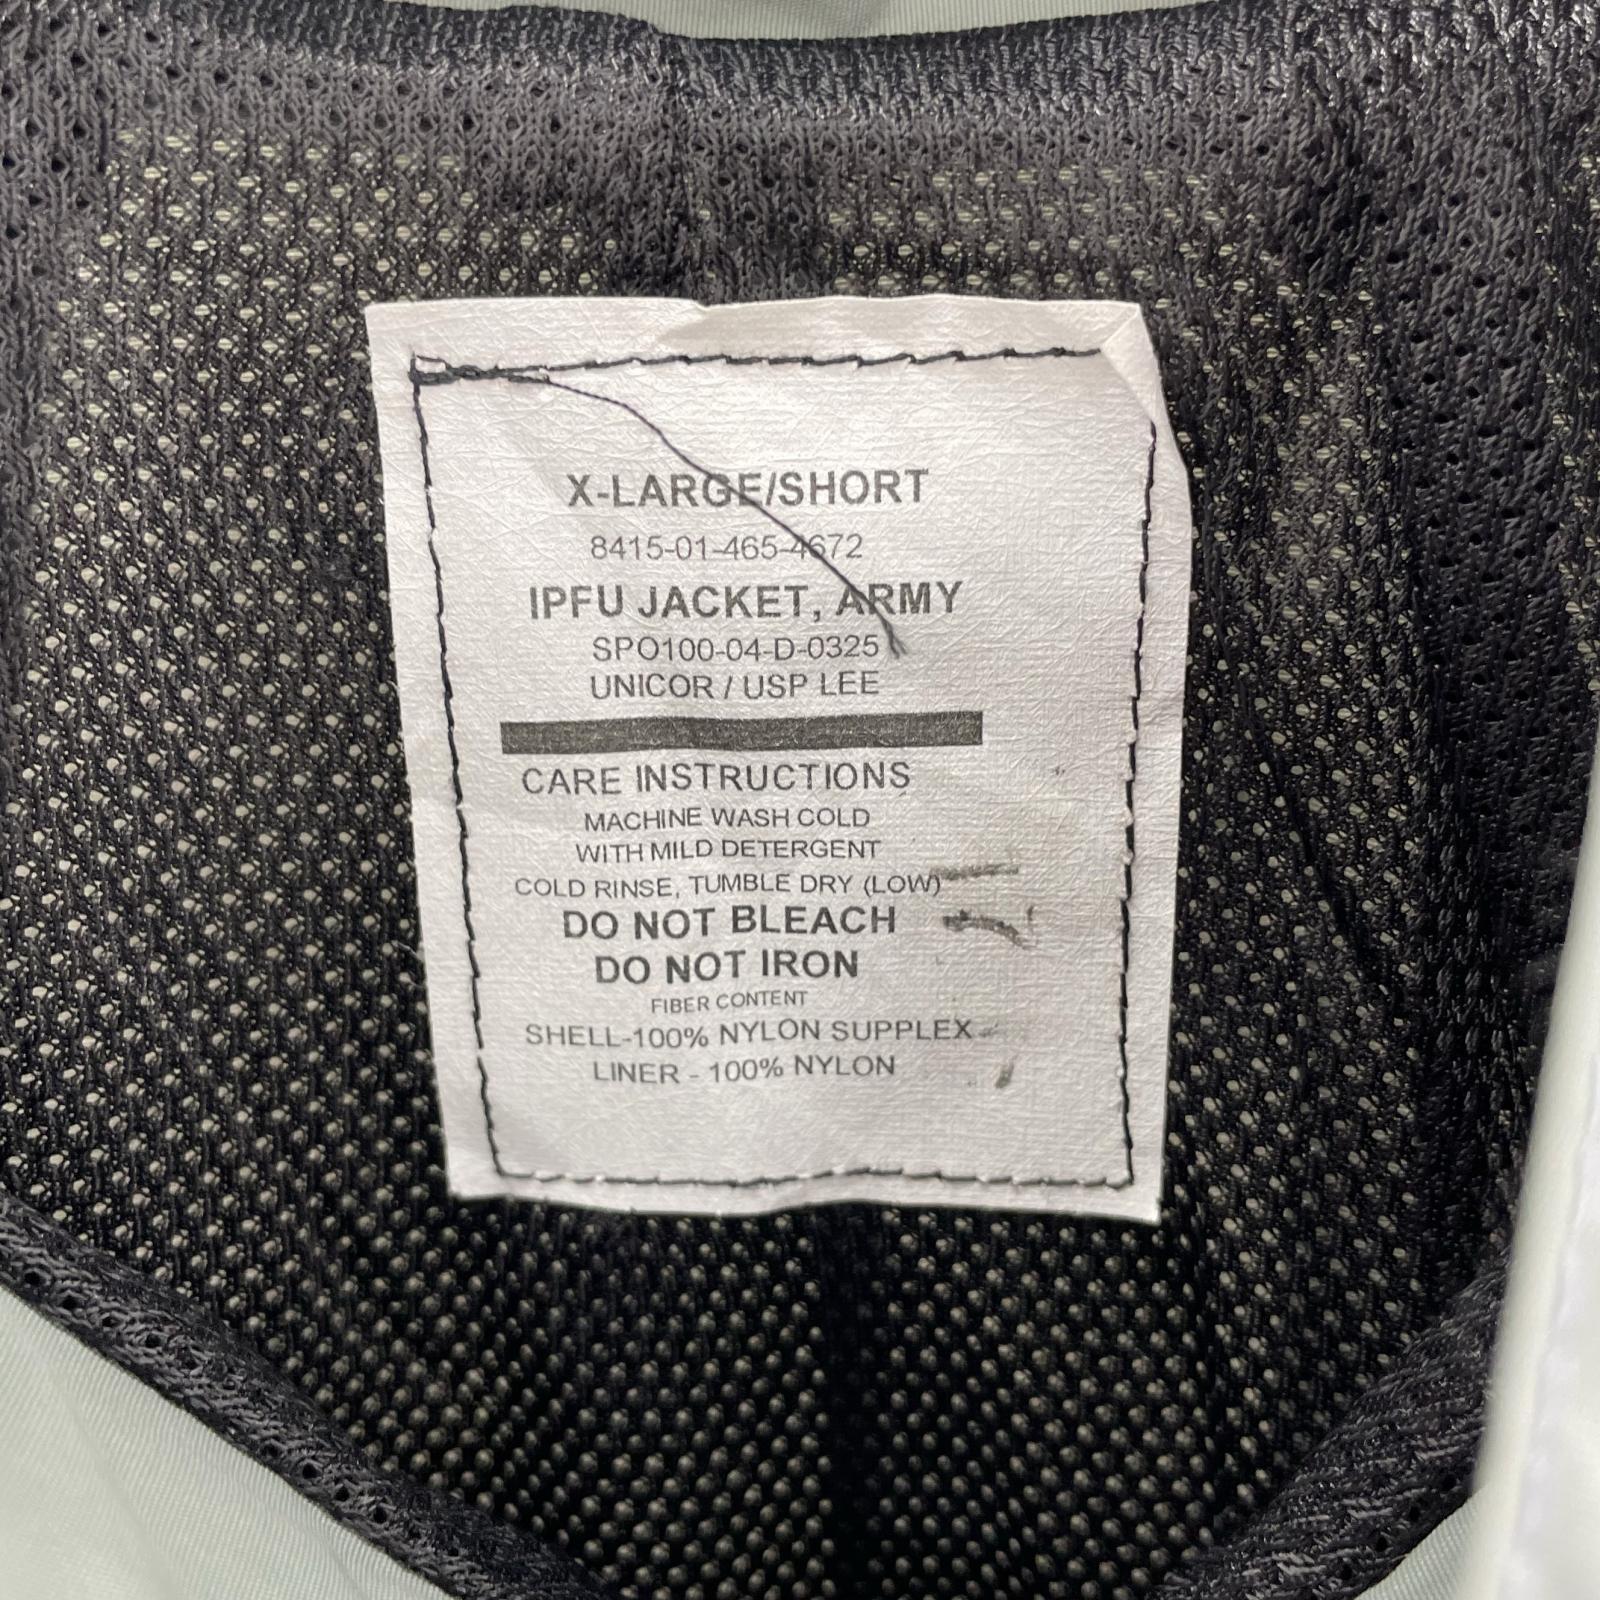 X-LARGE/SHORT
8415-01-465-4672
IPFU JACKET, ARMY
SPO100-04-D-0325
UNICOR / USP LEE
CARE INSTRUCTIONS
MACHINE WASH COLD
WITH MILD DETERGENT
COLD RINSE, TUMBLE DRY (LOW)
DO NOT BLEACH
DO NOT IRON
FIBER CONTENT
SHELL-100% NYLON SUPPLEX
LINER - 100% NYLON